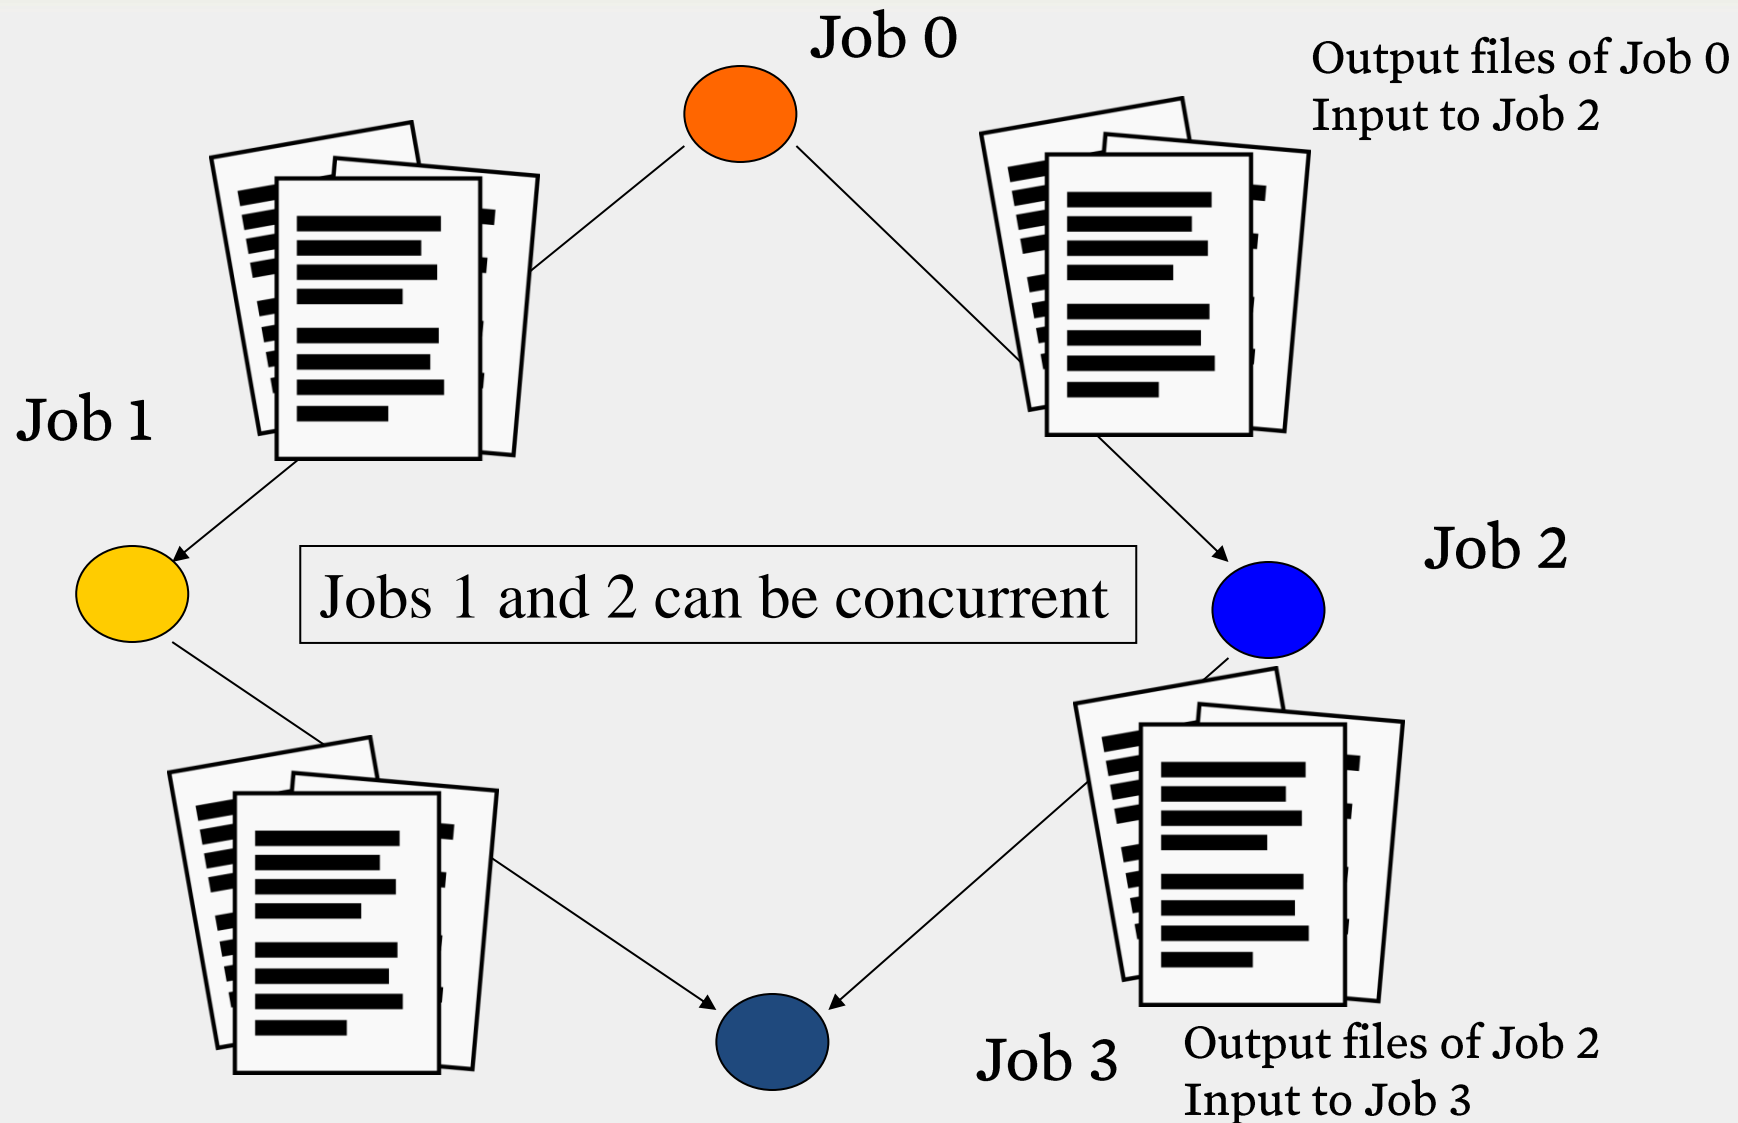 Job 0
Output files of Job 0
Input to Job 2
Job 1
Job 2
Jobs 1 and 2 can be concurrent
Job 3
Output files of Job 2
Input to Job 3